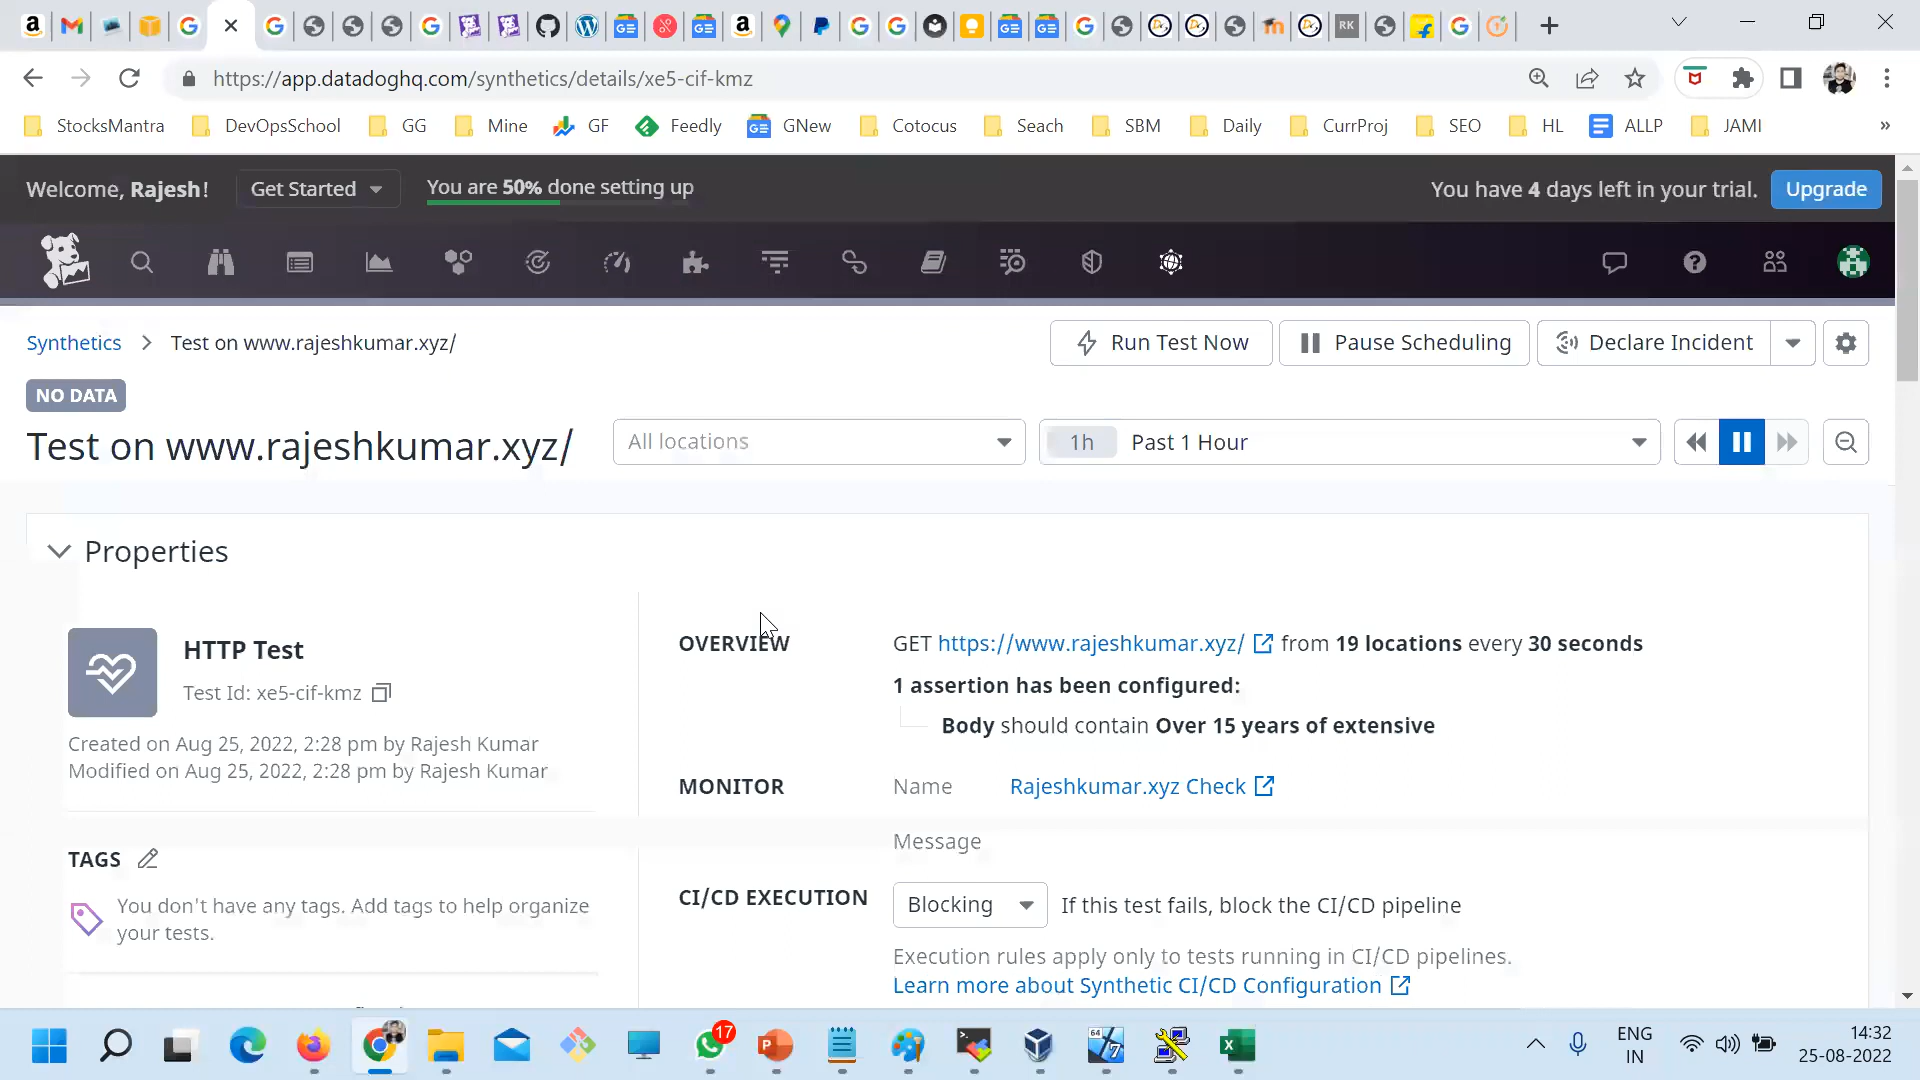 https://app.datadoghq.com/synthetics/details/xe5-cif-kmz
StocksMantra DevOpsSchool GG Mine GF Feedly GNew Cotocus Seach SBM Daily CurrProj SEO HL ALLP JAMI »
Welcome, Rajesh! Get Started You are 50% done setting up You have 4 days left in your trial. Upgrade
Synthetics > Test on www.rajeshkumar.xyz/ Run Test Now Pause Scheduling Declare Incident
NO DATA
Test on www.rajeshkumar.xyz/ All locations 1h Past 1 Hour
Properties
HTTP Test
Test Id: xe5-cif-kmz
Created on Aug 25, 2022, 2:28 pm by Rajesh Kumar
Modified on Aug 25, 2022, 2:28 pm by Rajesh Kumar
TAGS
You don't have any tags. Add tags to help organize
your tests.
OVERVIEW GET https://www.rajeshkumar.xyz/ from 19 locations every 30 seconds
1 assertion has been configured:
Body should contain Over 15 years of extensive
MONITOR Name Rajeshkumar.xyz Check
Message
CI/CD EXECUTION Blocking If this test fails, block the CI/CD pipeline
Execution rules apply only to tests running in CI/CD pipelines.
Learn more about Synthetic CI/CD Configuration
17
ENG
IN
14:32
25-08-2022